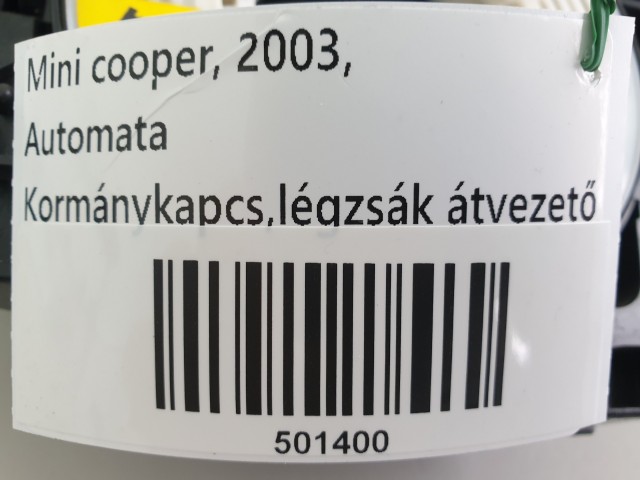 Mini cooper, 2003,
Automata
Kormánykapcs,légzsák átvezető
501400